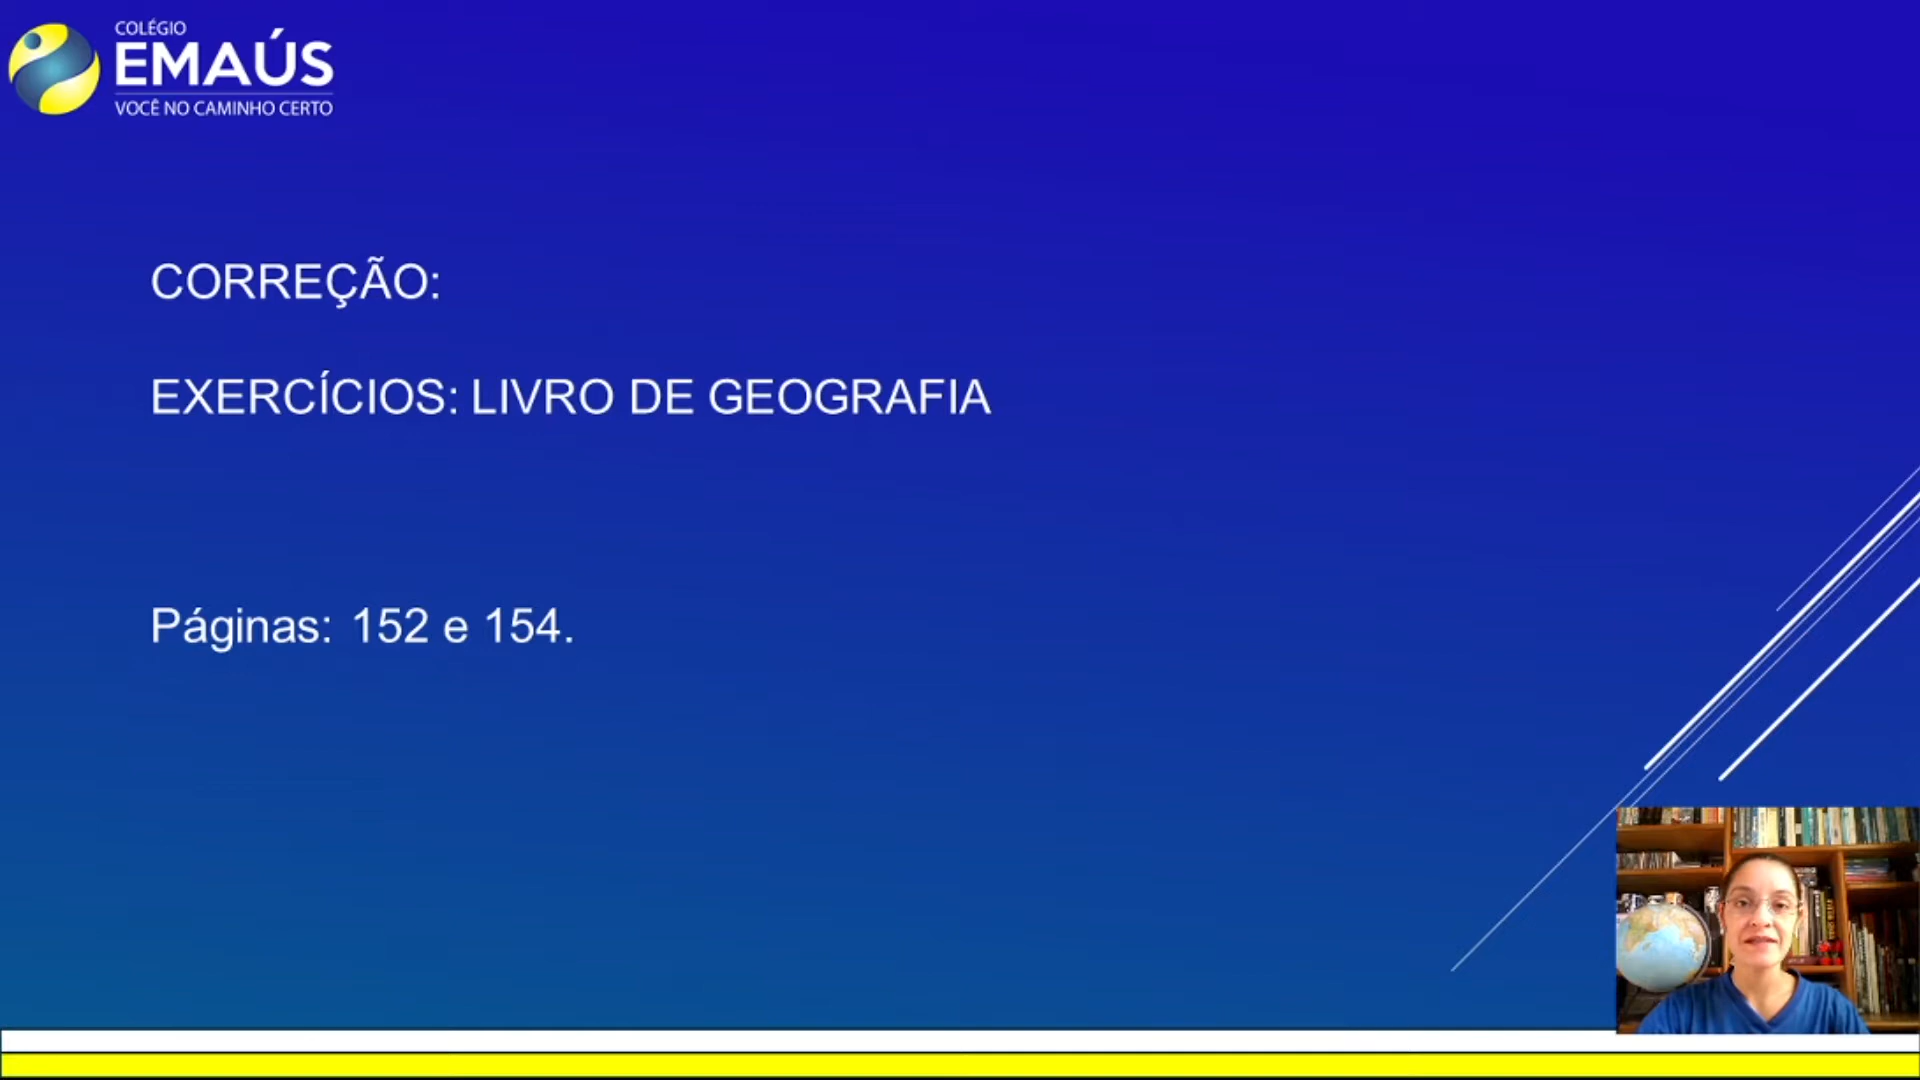 COLÉGIO
EMAÚS
VOCÊ NO CAMINHO CERTO
CORREÇÃO:
EXERCÍCIOS: LIVRO DE GEOGRAFIA
Páginas: 152 e 154.